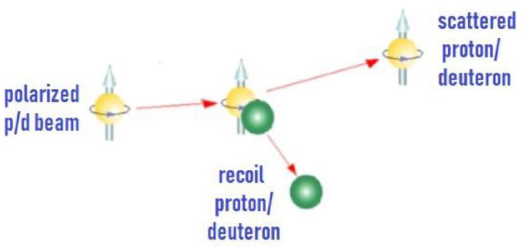 scattered
proton/
deuteron
polarized
p/d beam
recoil
proton/
deuteron